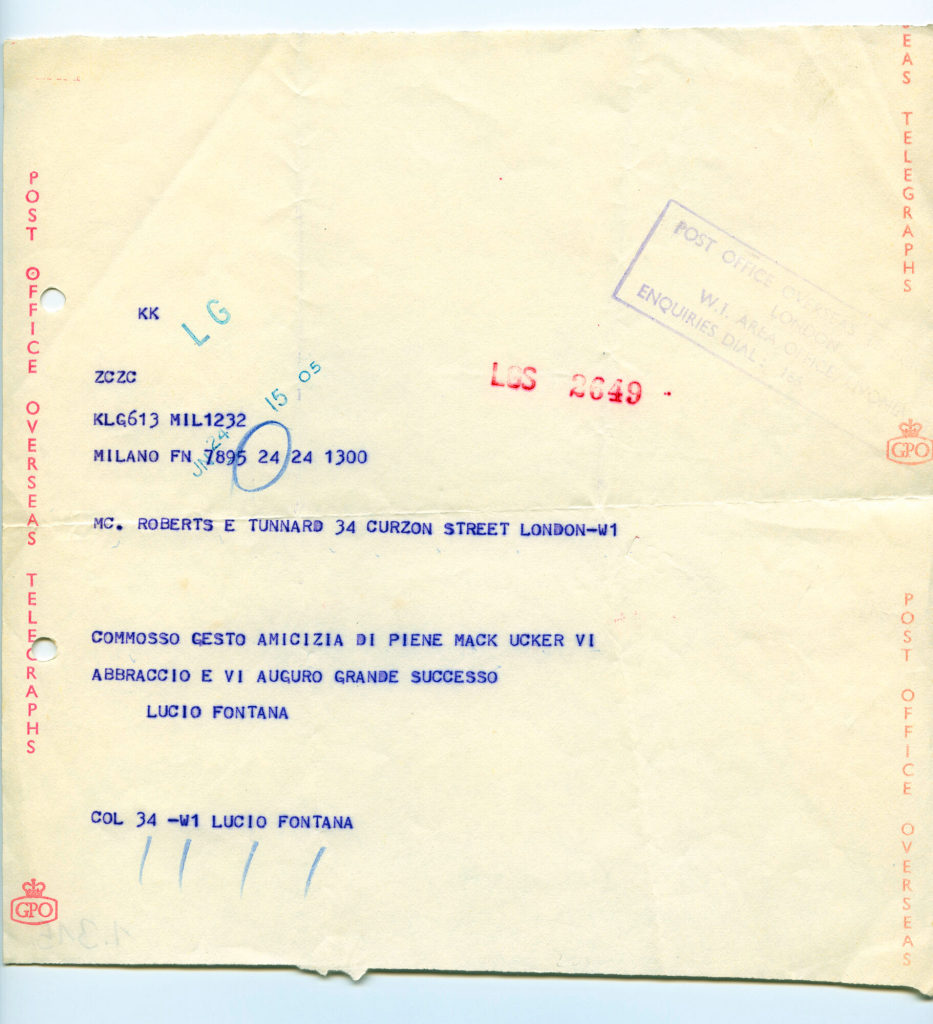 POST OFFICE OVERSEAS TELEGRAPHS
EAS TELEGRAPHS
POST OFFICE OVERSEAS
LONDON
W.1. AREA OFFICE
ENQUIRIES DIAL
KK
LG
ZCZC
15 05
LGS 2649
KLG613 MIL1232
24
MILANO FN 7895 24 24 1300
GPO
MC. ROBERTS E TUNNARD 34 CURZON STREET LONDON-W1
COMMOSSO GESTO AMICIZIA DI PIENE MACK UCKER VI
ABBRACCIO E VI AUGURO GRANDE SUCCESSO
LUCIO FONTANA
COL 34 -W1 LUCIO FONTANA
GPO
POST OFFICE OVERSEAS